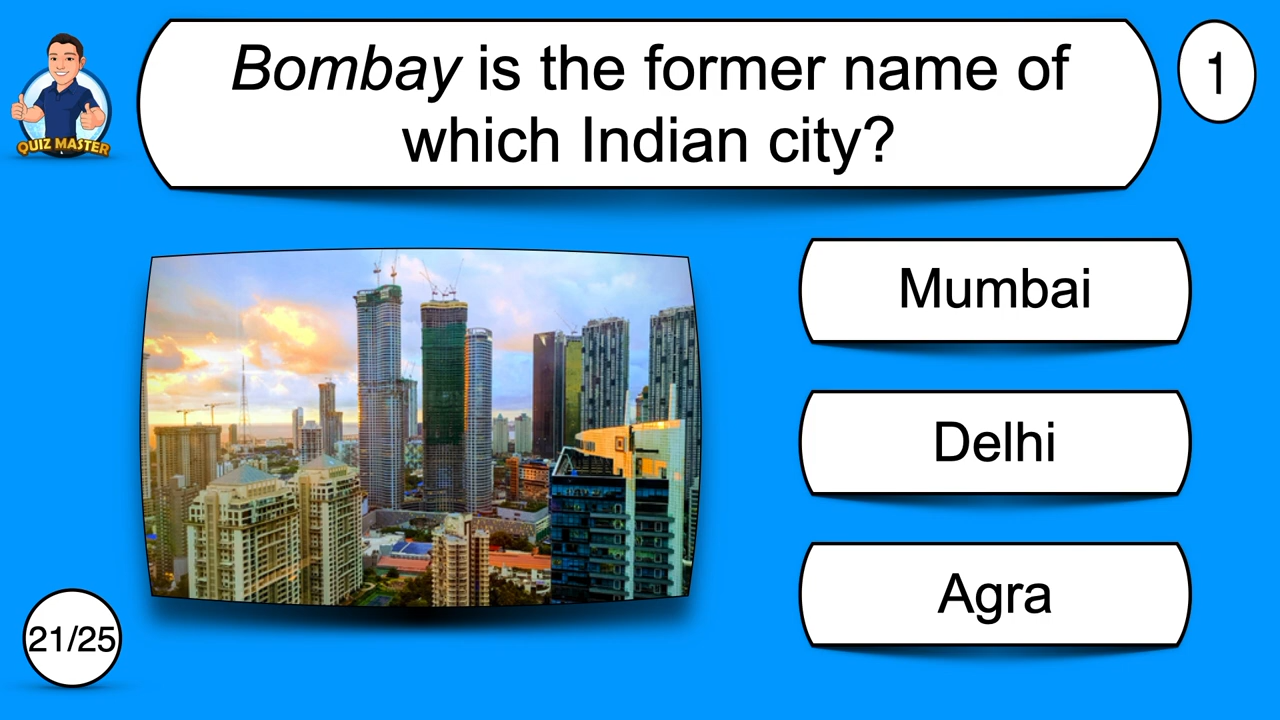 Bombay is the former name of
which Indian city?
1
QUIZ MASTER
Mumbai
Delhi
Agra
21/25